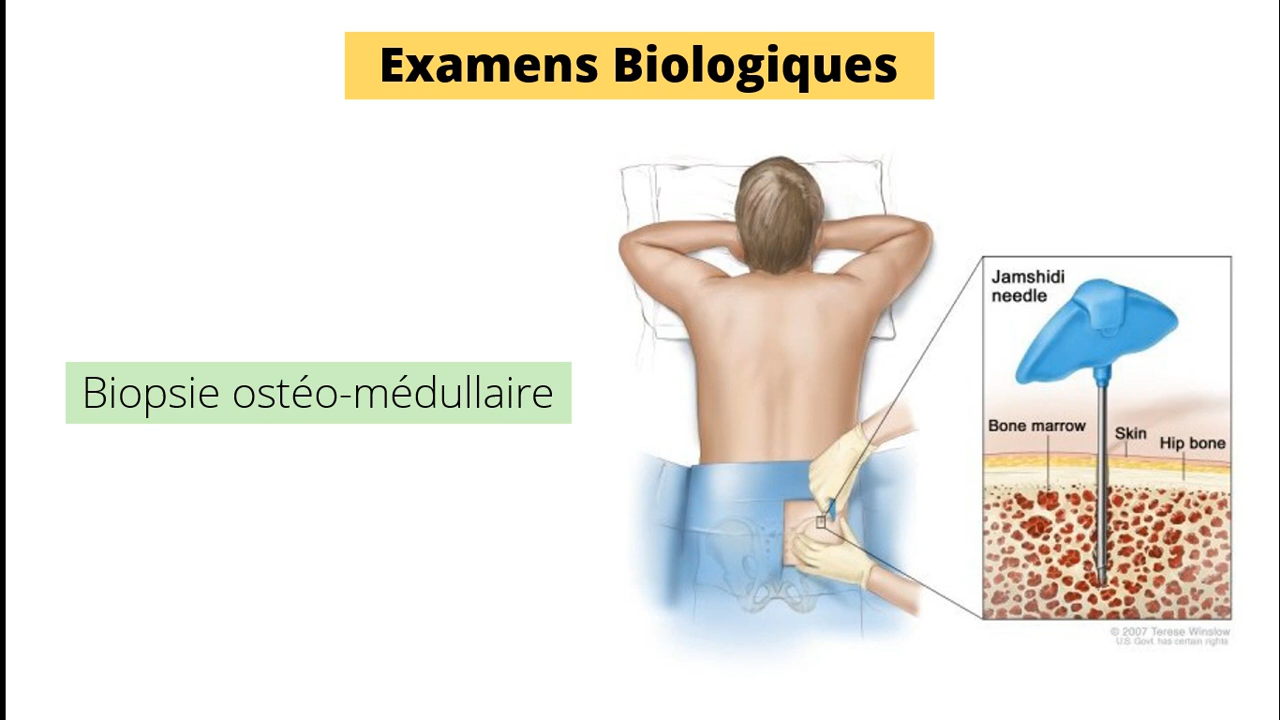 Examens Biologiques
Biopsie ostéo-médullaire
Jamshidi
needle
Bone marrow
Skin
Hip bone
© 2007 Terese Winslow
U.S. Govt. has certain rights